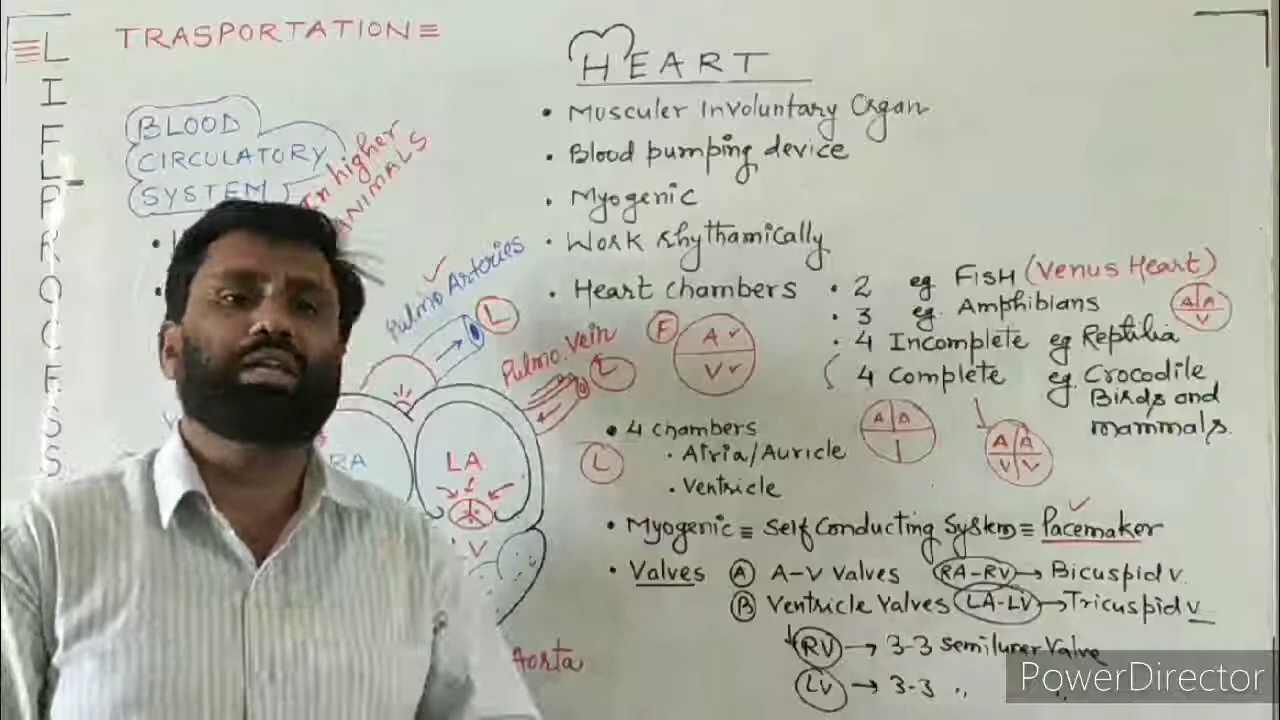 ≡ LIFE PROCESS
TRASPORTATION ≡
BLOOD
CIRCULATORY
SYSTEM
In higher
ANIMALS
Pulmo Arteries
L
Pulmo. Vein
L
RA
LA
V
Aorta
HEART
• Musculer Involuntary Organ
• Blood pumping device
• Myogenic
• Work Rhythamically
• Heart chambers
• 2 eg FISH (Venus Heart)
• 3 eg. Amphibians
• 4 Incomplete eg Reptilia
4 Complete eg. Crocodile
Birds and
mammals.
A A
V
F
A ✓
V ✓
A A
A A
V V
• 4 chambers
L
• Atria/Auricle
• Ventricle
• Myogenic ≡ Self Conducting System ≡ Pacemaker
• Valves A A-V Valves RA-RV → Bicuspid v.
B Ventricle Valves LA-LV → Tricuspid v
RV → 3-3 Semilunar Valve
LV → 3-3 ,, ,,
PowerDirector